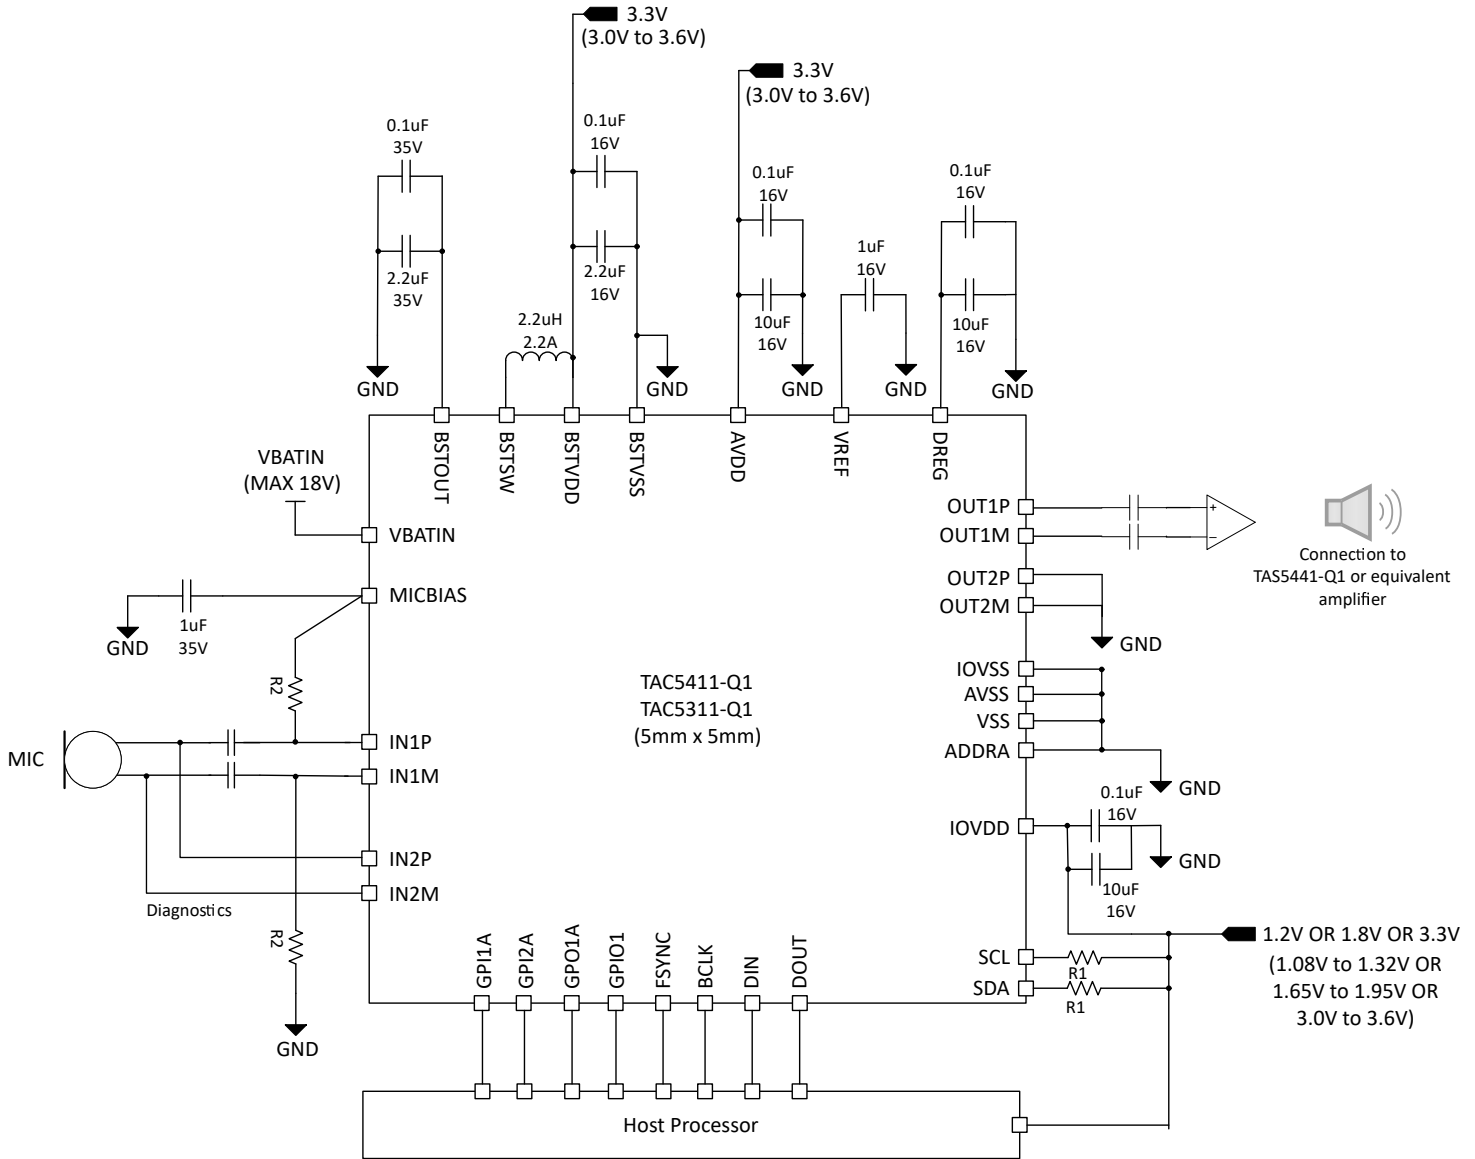 3.3V
(3.0V to 3.6V)
3.3V
(3.0V to 3.6V)
0.1uF
35V
0.1uF
16V
0.1uF
16V
0.1uF
16V
2.2uF
35V
2.2uF
16V
1uF
16V
10uF
16V
10uF
16V
2.2uH
2.2A
GND
GND
GND
GND
GND
BSTOUT
BSTSW
BSTVDD
BSTVSS
AVDD
VREF
DREG
VBATIN
(MAX 18V)
VBATIN
MICBIAS
1uF
35V
GND
R2
MIC
IN1P
IN1M
IN2P
IN2M
Diagnostics
R2
GND
TAC5411-Q1
TAC5311-Q1
(5mm x 5mm)
OUT1P
OUT1M
+
−
Connection to
TAS5441-Q1 or equivalent
amplifier
OUT2P
OUT2M
GND
IOVSS
AVSS
VSS
ADDRA
GND
0.1uF
16V
IOVDD
GND
10uF
16V
1.2V OR 1.8V OR 3.3V
(1.08V to 1.32V OR
1.65V to 1.95V OR
3.0V to 3.6V)
SCL
R1
SDA
R1
GPI1A
GPI2A
GPO1A
GPIO1
FSYNC
BCLK
DIN
DOUT
Host Processor